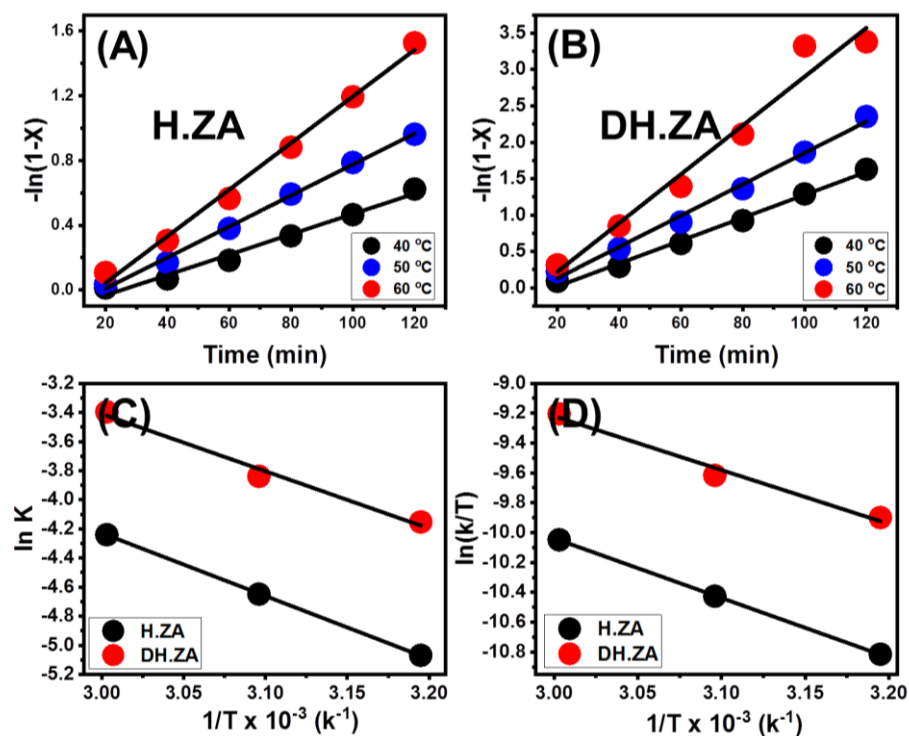 (A)
H.ZA
-ln(1-X)
1.6
1.2
0.8
0.4
0.0
20 40 60 80 100 120
Time (min)
40 °C
50 °C
60 °C
(B)
DH.ZA
-ln(1-X)
3.5
3.0
2.5
2.0
1.5
1.0
0.5
0.0
20 40 60 80 100 120
Time (min)
40 °C
50 °C
60 °C
(C)
ln K
-3.2
-3.4
-3.6
-3.8
-4.0
-4.2
-4.4
-4.6
-4.8
-5.0
-5.2
3.00 3.05 3.10 3.15 3.20
1/T x 10⁻³ (k⁻¹)
H.ZA
DH.ZA
(D)
ln(k/T)
-9.0
-9.2
-9.4
-9.6
-9.8
-10.0
-10.2
-10.4
-10.6
-10.8
3.00 3.05 3.10 3.15 3.20
1/T x 10⁻³ (k⁻¹)
H.ZA
DH.ZA